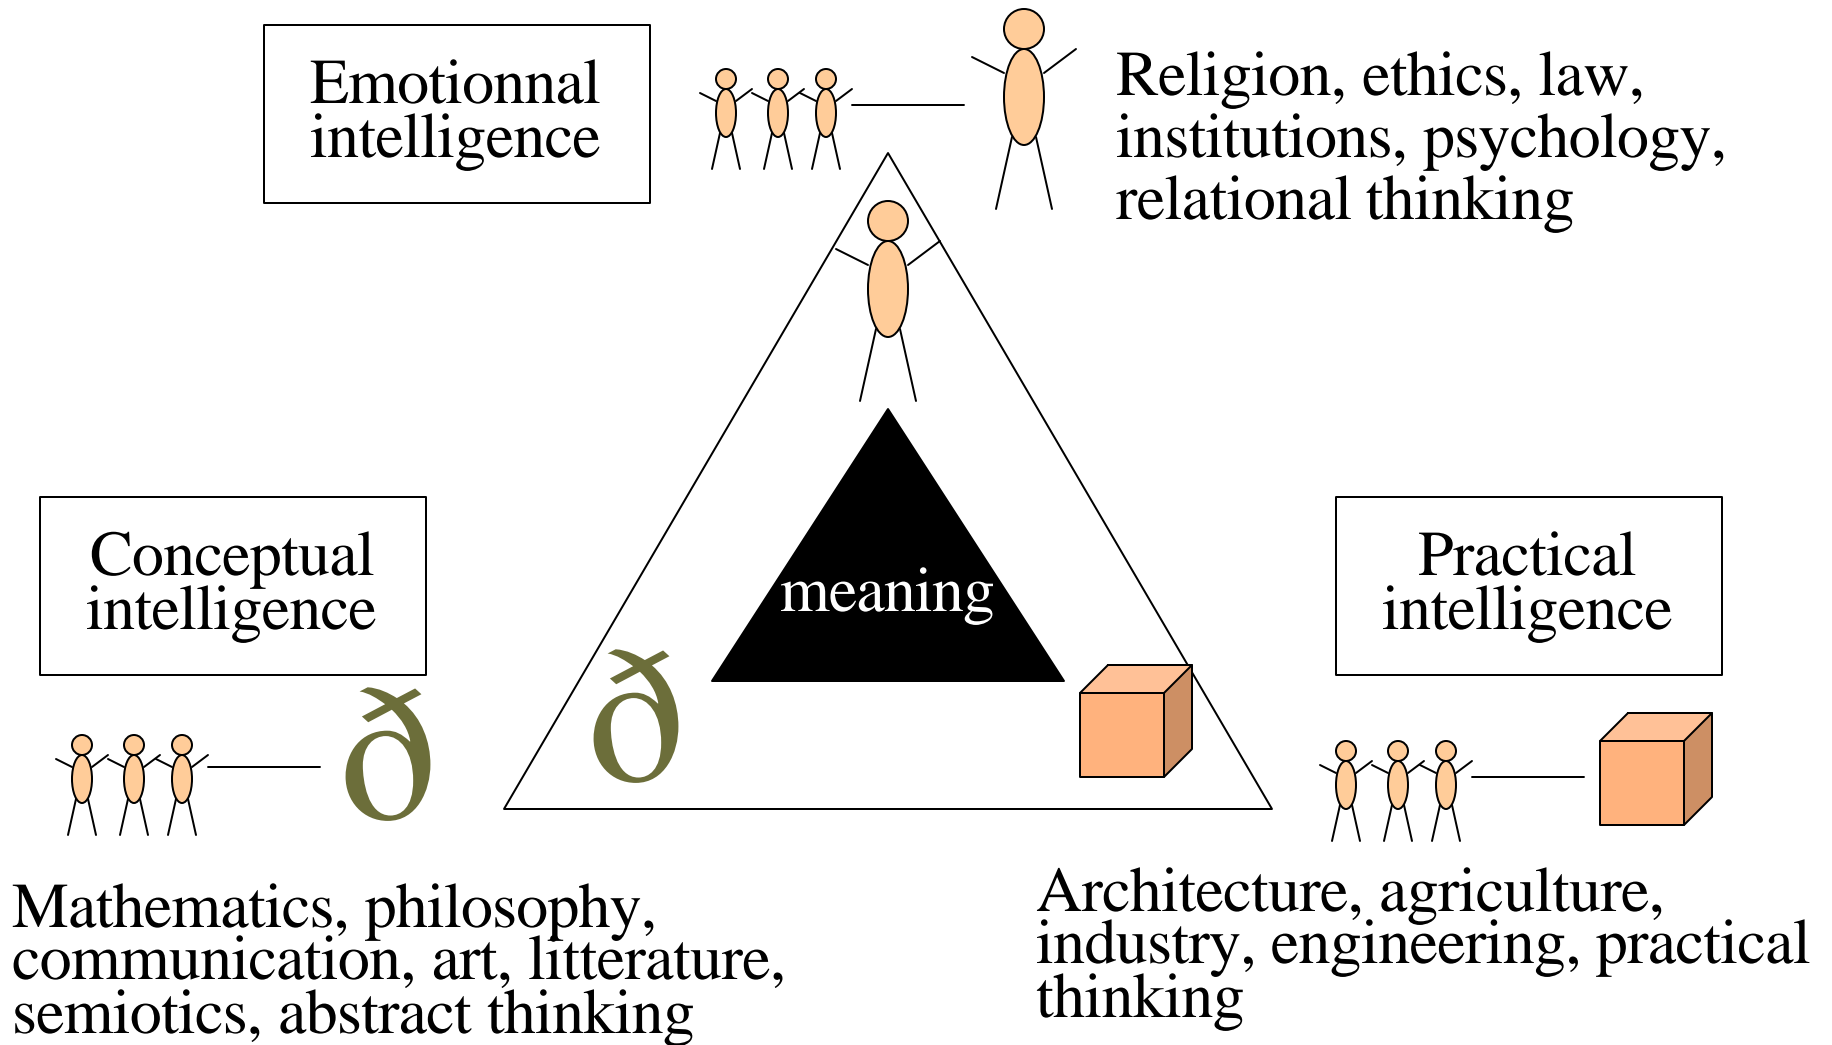 Emotionnal
intelligence
Religion, ethics, law,
institutions, psychology,
relational thinking
Conceptual
intelligence
meaning
Practical
intelligence
ð
ð
Mathematics, philosophy,
communication, art, litterature,
semiotics, abstract thinking
Architecture, agriculture,
industry, engineering, practical
thinking